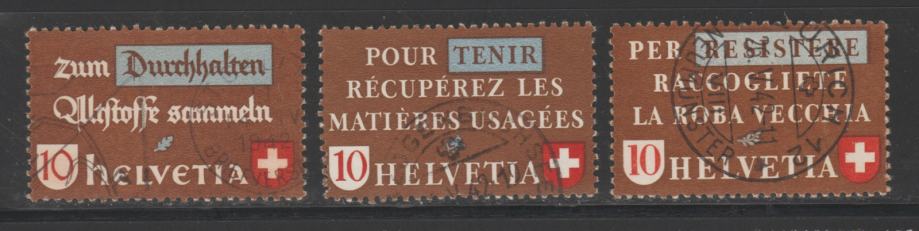 zum Durchhalten
Altstoffe sammeln
10 helvetia
POUR TENIR
RÉCUPÉREZ LES
MATIÈRES USAGÉES
10 HELVETIA
PER RESISTERE
RACCOGLIETE
LA ROBA VECCHIA
10 HELVETIA